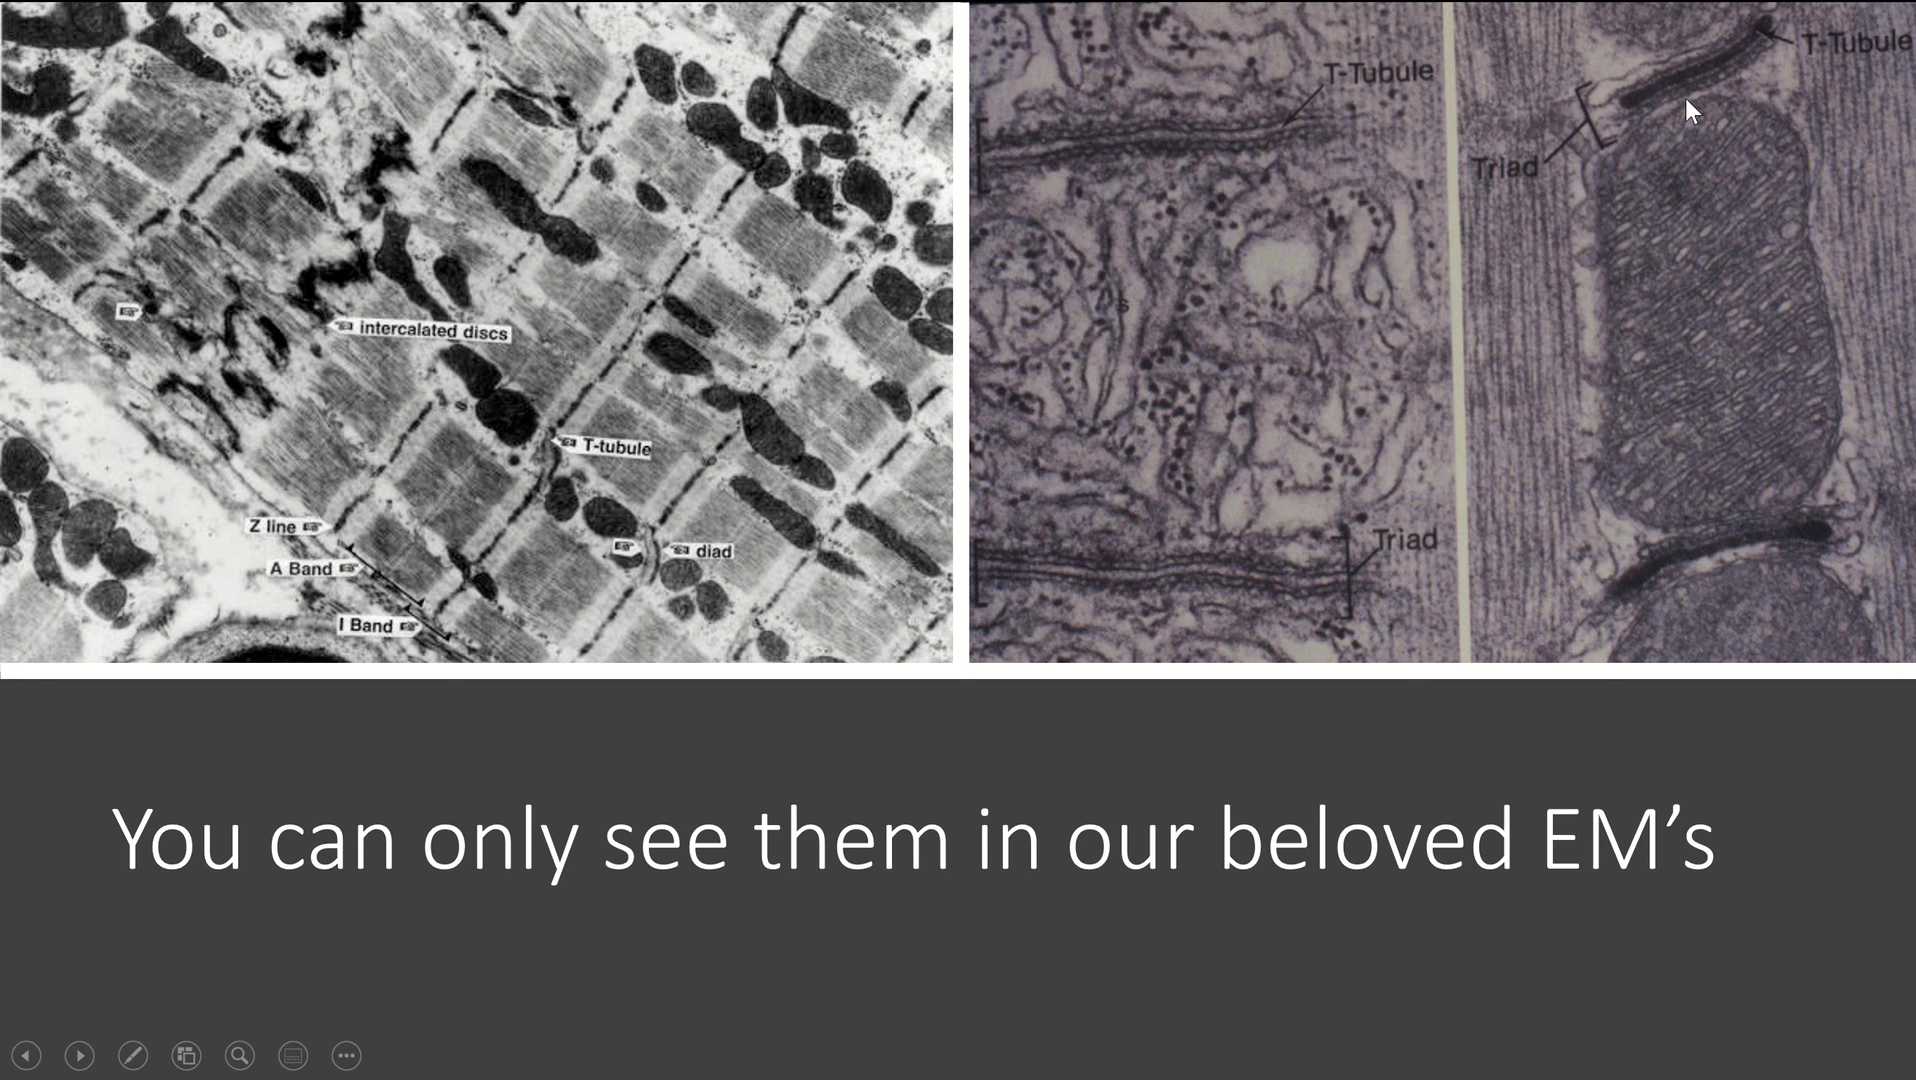 intercalated discs
T-tubule
Z line
diad
A Band
I Band
T-Tubule
s
Triad
T-Tubule
Triad
You can only see them in our beloved EM’s